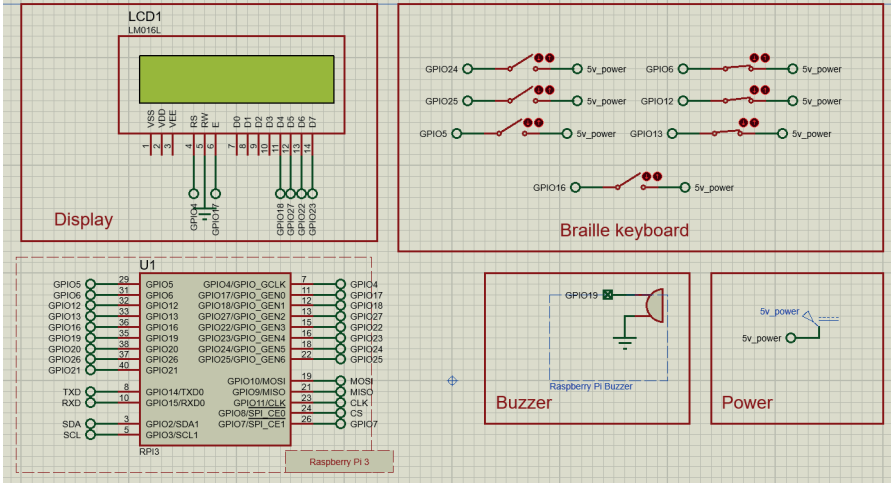 LCD1
LM016L
VSS
VDD
VEE
RS
RW
E
D0
D1
D2
D3
D4
D5
D6
D7
1
2
3
4
5
6
7
8
9
10
11
12
13
14
GPIO4
GPIO17
GPIO18
GPIO27
GPIO22
GPIO23
Display
GPIO24 5v_power GPIO6 5v_power
GPIO25 5v_power GPIO12 5v_power
GPIO5 5v_power GPIO13 5v_power
GPIO16 5v_power
Braille keyboard
U1
GPIO5 29 GPIO5 GPIO4/GPIO_GCLK 7 GPIO4
GPIO6 31 GPIO6 GPIO17/GPIO_GEN0 11 GPIO17
GPIO12 32 GPIO12 GPIO18/GPIO_GEN1 12 GPIO18
GPIO13 33 GPIO13 GPIO27/GPIO_GEN2 13 GPIO27
GPIO16 36 GPIO16 GPIO22/GPIO_GEN3 15 GPIO22
GPIO19 35 GPIO19 GPIO23/GPIO_GEN4 16 GPIO23
GPIO20 38 GPIO20 GPIO24/GPIO_GEN5 18 GPIO24
GPIO26 37 GPIO26 GPIO25/GPIO_GEN6 22 GPIO25
GPIO21 40 GPIO21
GPIO10/MOSI 19 MOSI
TXD 8 GPIO14/TXD0 GPIO9/MISO 21 MISO
RXD 10 GPIO15/RXD0 GPIO11/CLK 23 CLK
GPIO8/SPI_CE0 24 CS
SDA 3 GPIO2/SDA1 GPIO7/SPI_CE1 26 GPIO7
SCL 5 GPIO3/SCL1
RPI3
Raspberry Pi 3
GPIO19
Raspberry Pi Buzzer
Buzzer
5v_power
5v_power
Power